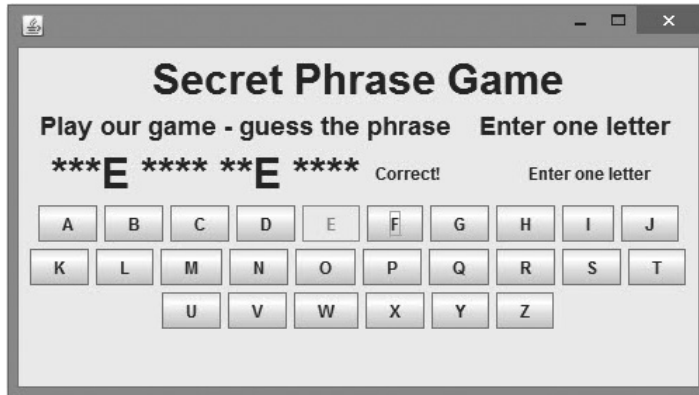 Secret Phrase Game
Play our game - guess the phrase Enter one letter
***E **** **E **** Correct! Enter one letter
A B C D E F G H I J
K L M N O P Q R S T
U V W X Y Z